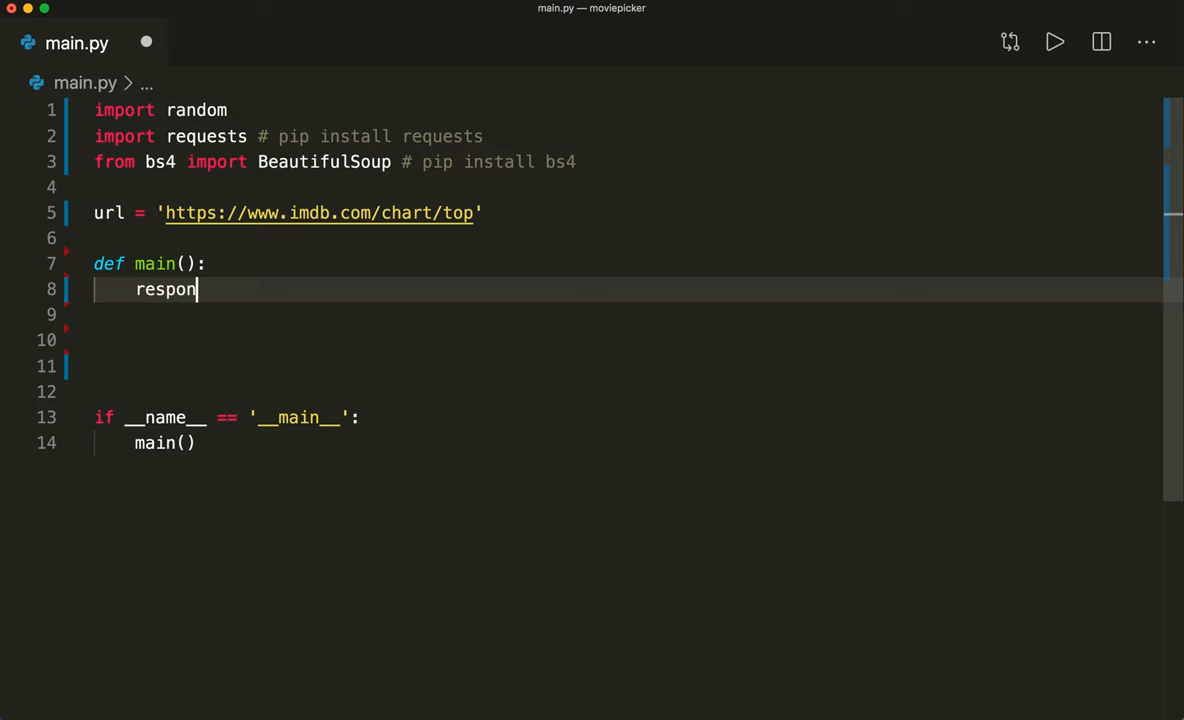 main.py — moviepicker
main.py
main.py > ...
1 import random
2 import requests # pip install requests
3 from bs4 import BeautifulSoup # pip install bs4
4
5 url = 'https://www.imdb.com/chart/top'
6
7 def main():
8     respon
9
10
11
12
13 if __name__ == '__main__':
14     main()